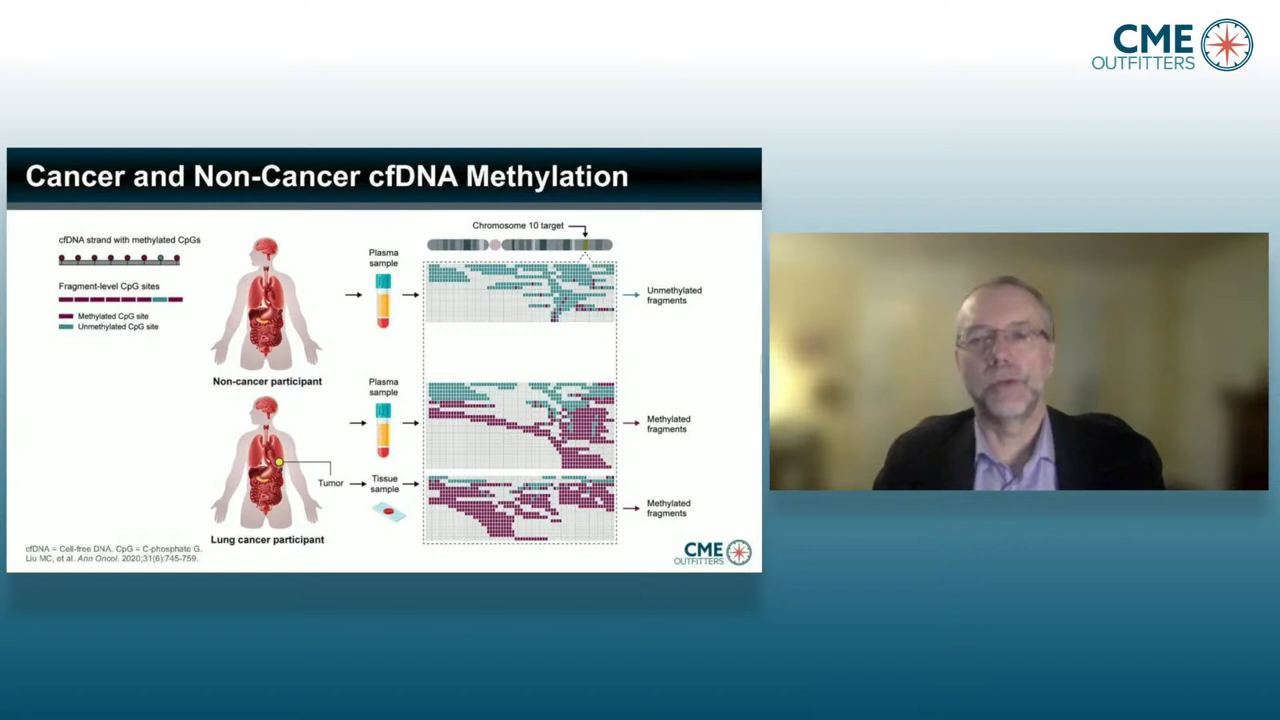 CME
OUTFITTERS
Cancer and Non-Cancer cfDNA Methylation
cfDNA strand with methylated CpGs
Fragment-level CpG sites
Methylated CpG site
Unmethylated CpG site
Non-cancer participant
Plasma
sample
Chromosome 10 target
Unmethylated
fragments
Plasma
sample
Methylated
fragments
Tumor
Tissue
sample
Methylated
fragments
Lung cancer participant
cfDNA = Cell-free DNA. CpG = C-phosphate G.
Liu MC, et al. Ann Oncol. 2020;31(6):745-759.
CME
OUTFITTERS